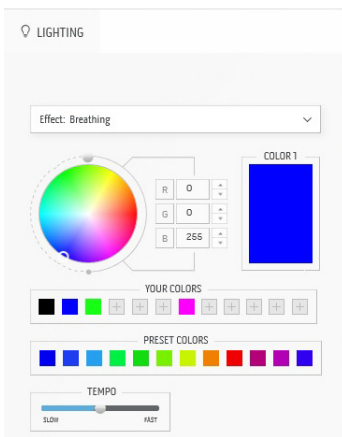 LIGHTING
Effect: Breathing
COLOR 1
R 0
G 0
B 255
YOUR COLORS
PRESET COLORS
TEMPO
SLOW FAST